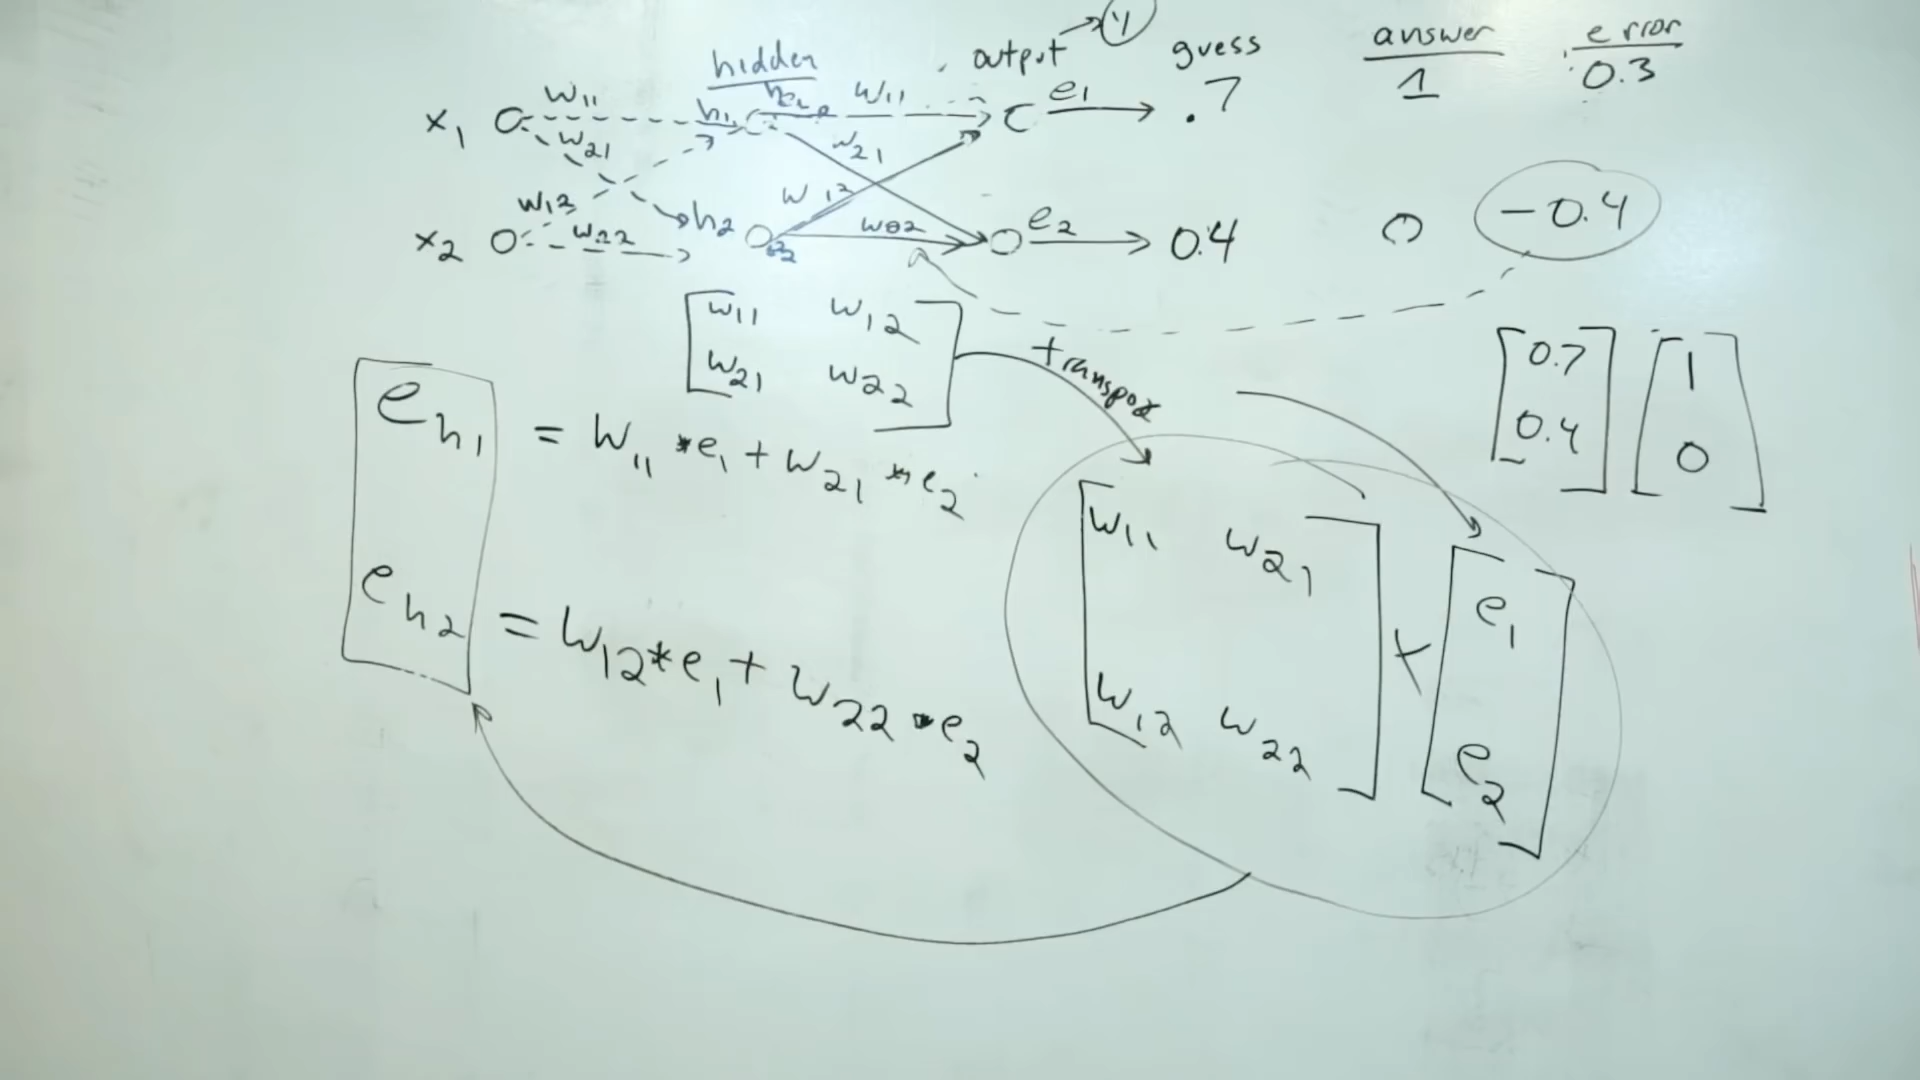 hidden output y guess answer error
x₁ w₁₁ h₁ w₁₁ e₁ .7 1 0.3
w₂₁ w₂₁
w₁₂ w₁₂
x₂ w₂₂ h₂ e₂ 0.4 0 -0.4
w₁₁ w₁₂
w₂₁ w₂₂
transpose
0.7 1
0.4 0
eₕ₁ = w₁₁ * e₁ + w₂₁ * e₂
eₕ₂ = w₁₂ * e₁ + w₂₂ * e₂
w₁₁ w₂₁ × e₁
w₁₂ w₂₂ e₂